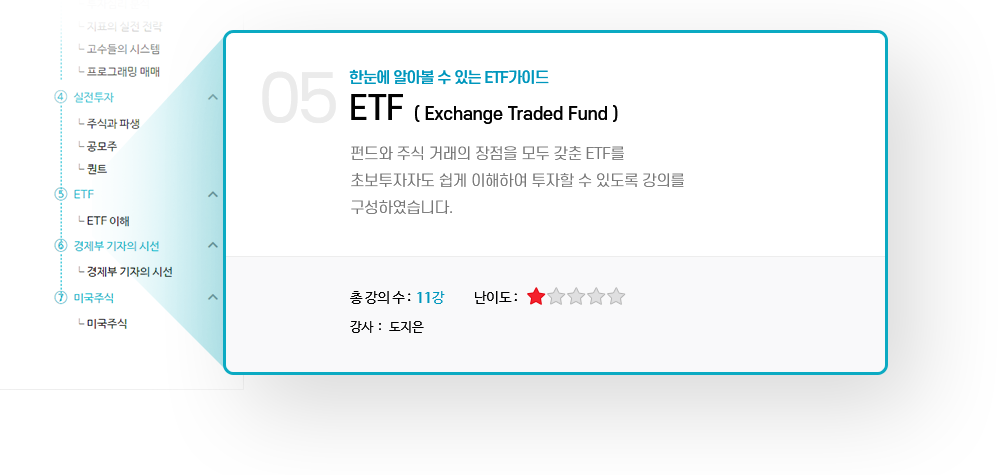 지표의 실전 전략
└ 고수들의 시스템
└ 프로그래밍 매매
④ 실전투자
└ 주식과 파생
└ 공모주
└ 퀀트
⑤ ETF
└ ETF 이해
⑥ 경제부 기자의 시선
└ 경제부 기자의 시선
⑦ 미국주식
└ 미국주식
05
한눈에 알아볼 수 있는 ETF가이드
ETF ( Exchange Traded Fund )
펀드와 주식 거래의 장점을 모두 갖춘 ETF를
초보투자자도 쉽게 이해하여 투자할 수 있도록 강의를
구성하였습니다.
총 강의 수 : 11강 난이도 :
강사 : 도지은